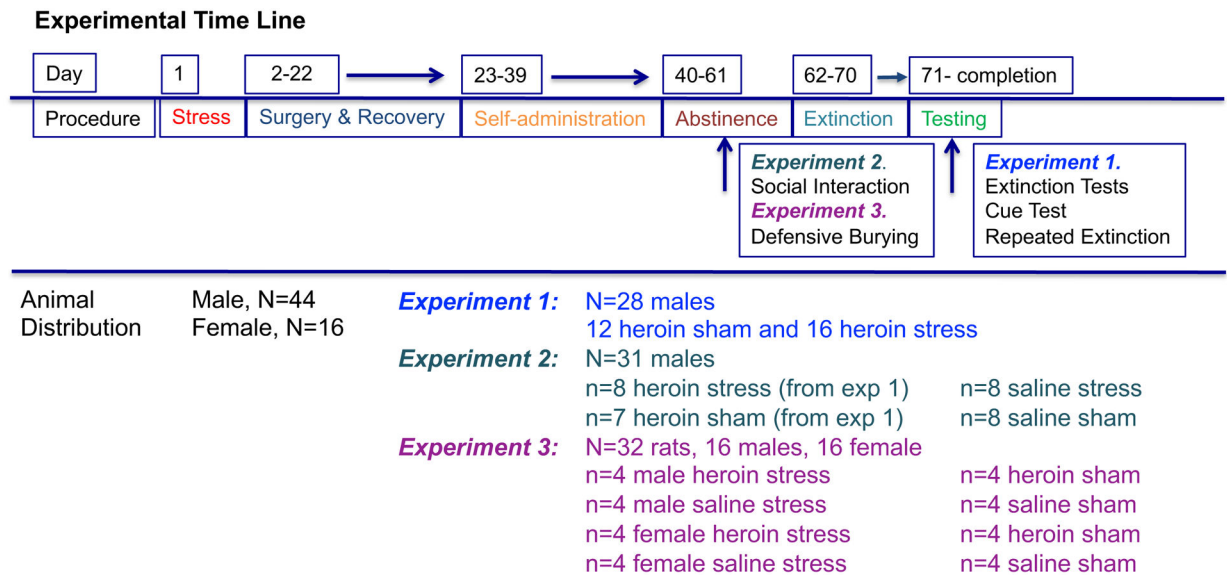 Experimental Time Line
Day 1 2-22 23-39 40-61 62-70 71- completion
Procedure Stress Surgery & Recovery Self-administration Abstinence Extinction Testing
Experiment 2.
Social Interaction
Experiment 3.
Defensive Burying
Experiment 1.
Extinction Tests
Cue Test
Repeated Extinction
Animal Distribution
Male, N=44
Female, N=16
Experiment 1: N=28 males
12 heroin sham and 16 heroin stress
Experiment 2: N=31 males
n=8 heroin stress (from exp 1) n=8 saline stress
n=7 heroin sham (from exp 1) n=8 saline sham
Experiment 3: N=32 rats, 16 males, 16 female
n=4 male heroin stress n=4 heroin sham
n=4 male saline stress n=4 saline sham
n=4 female heroin stress n=4 heroin sham
n=4 female saline stress n=4 saline sham